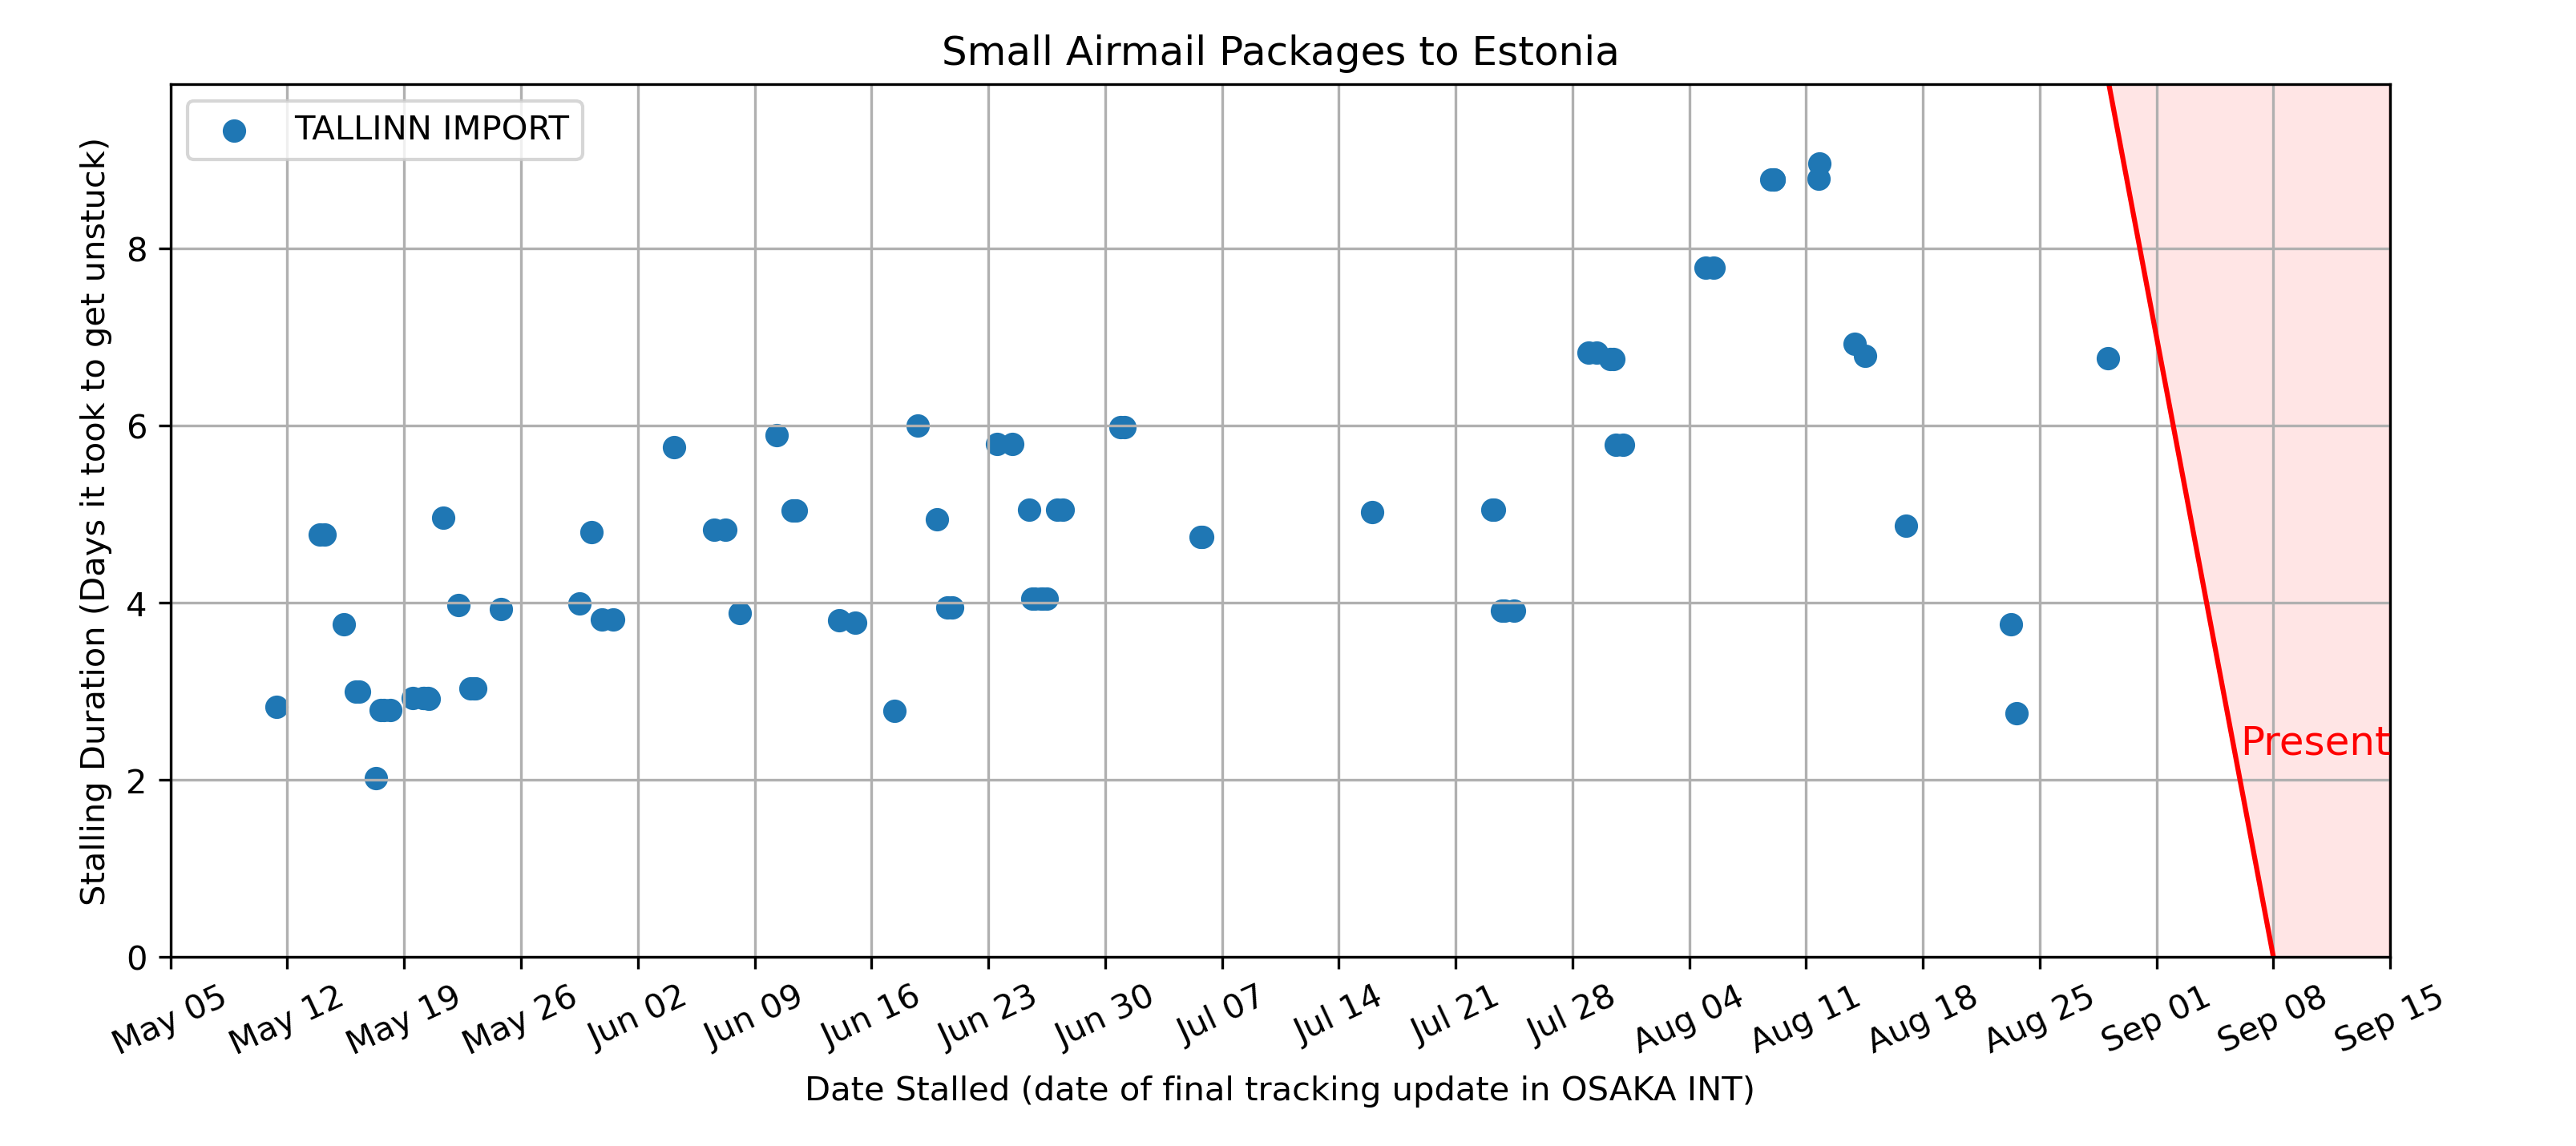 Small Airmail Packages to Estonia
TALLINN IMPORT
Stalling Duration (Days it took to get unstuck)
8
6
4
2
0
Present
May 05
May 12
May 19
May 26
Jun 02
Jun 09
Jun 16
Jun 23
Jun 30
Jul 07
Jul 14
Jul 21
Jul 28
Aug 04
Aug 11
Aug 18
Aug 25
Sep 01
Sep 08
Sep 15
Date Stalled (date of final tracking update in OSAKA INT)